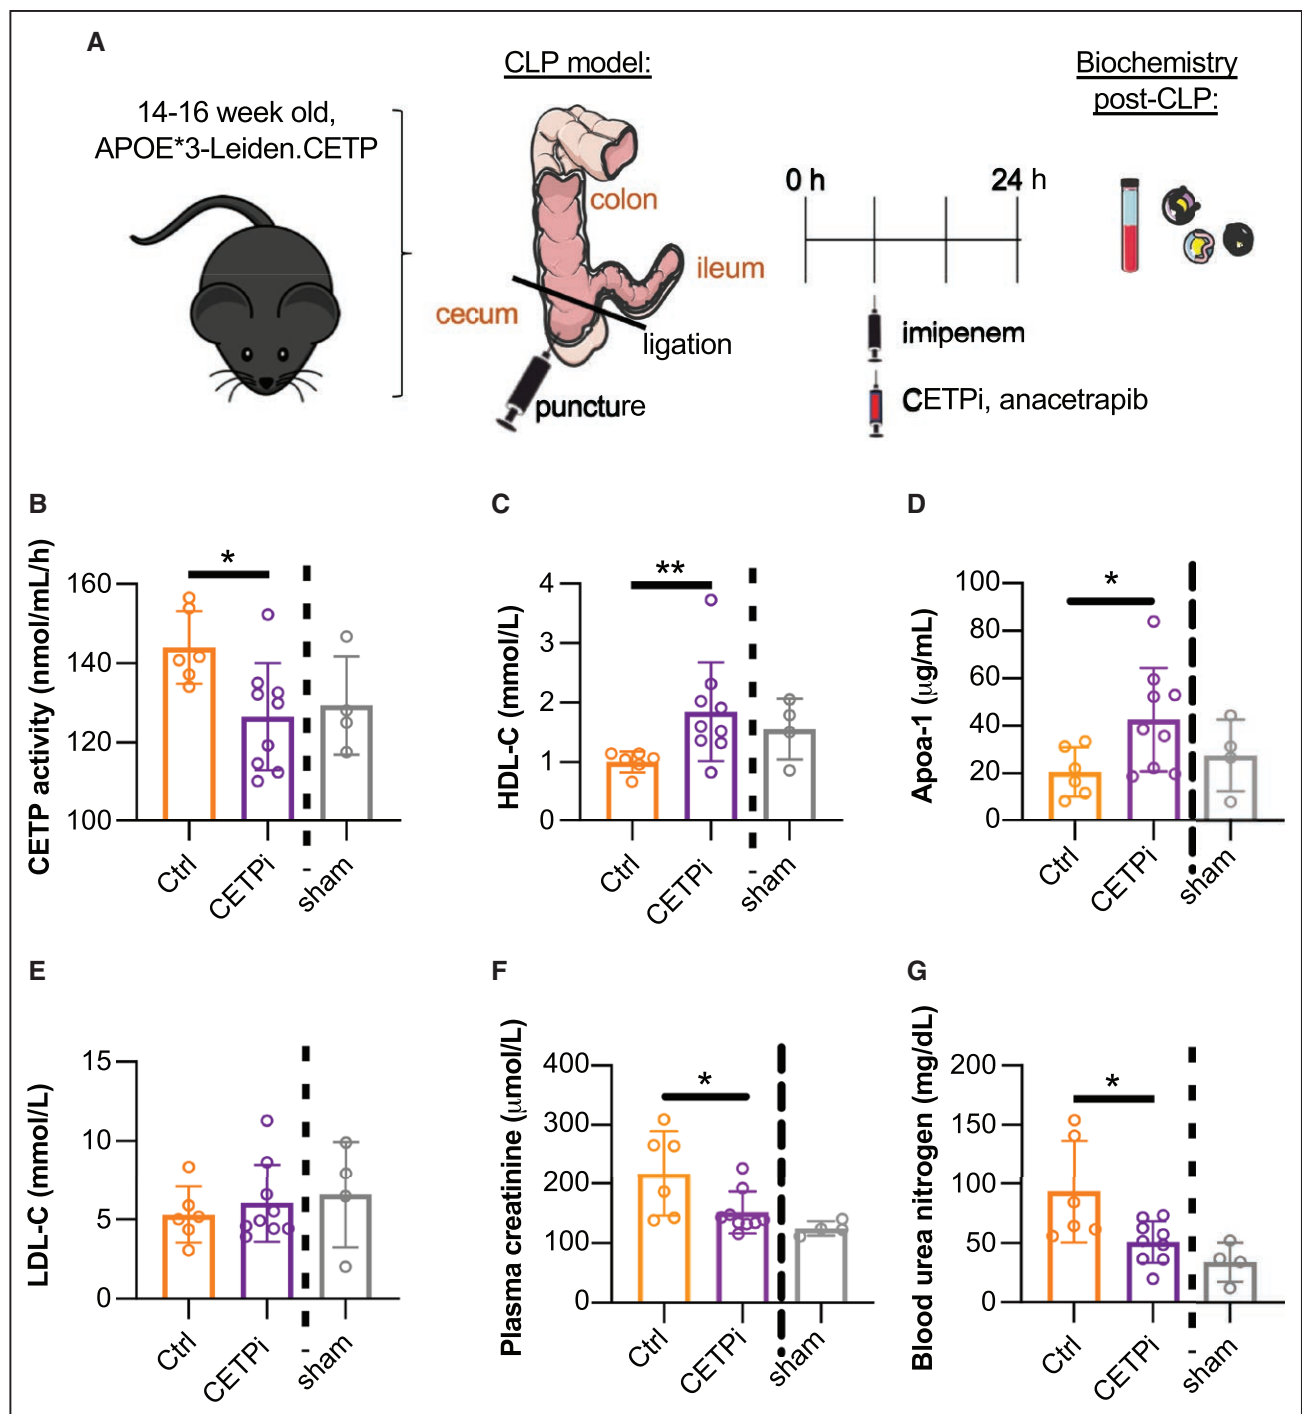 A
14-16 week old,
APOE*3-Leiden.CETP
CLP model:
colon
ileum
cecum
ligation
puncture
0 h
24 h
imipenem
CETPi, anacetrapib
Biochemistry
post-CLP:
B
CETP activity (nmol/mL/h)
160
140
120
100
*
Ctrl
CETPi
sham
C
HDL-C (mmol/L)
4
3
2
1
0
**
Ctrl
CETPi
sham
D
Apoa-1 (μg/mL)
100
80
60
40
20
0
*
Ctrl
CETPi
sham
E
LDL-C (mmol/L)
15
10
5
0
Ctrl
CETPi
sham
F
Plasma creatinine (μmol/L)
400
300
200
100
0
*
Ctrl
CETPi
sham
G
Blood urea nitrogen (mg/dL)
200
150
100
50
0
*
Ctrl
CETPi
sham